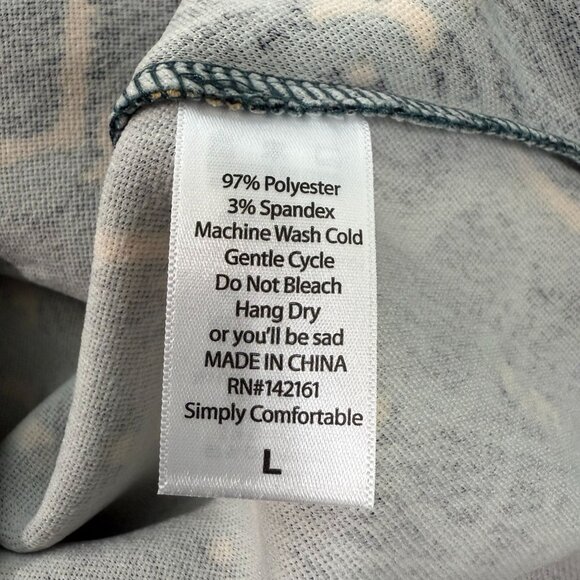 97% Polyester
3% Spandex
Machine Wash Cold
Gentle Cycle
Do Not Bleach
Hang Dry
or you'll be sad
MADE IN CHINA
RN#142161
Simply Comfortable
L